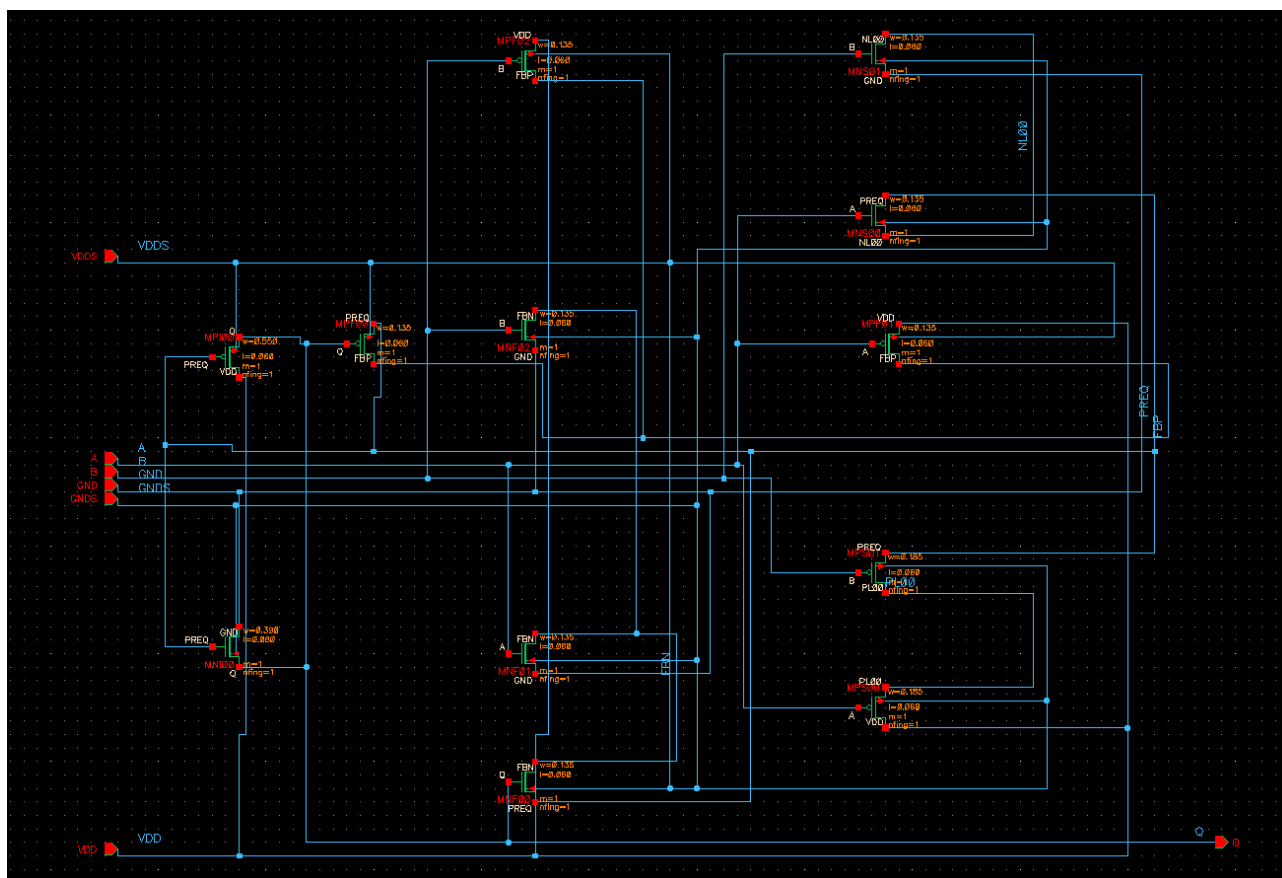 VDD
MPF02
w=0.135
l=0.060
B
FBP
m=1
nfing=1
NL00
w=0.135
B
l=0.060
MNS01
m=1
GND
nfing=1
NL00
PREQ
w=0.135
A
l=0.060
MNS00
m=1
NL00
nfing=1
VDDS
VDDS
Q
MPI00
w=0.550
l=0.060
PREQ
m=1
VDD
nfing=1
PREQ
MPF00
w=0.135
l=0.060
Q
m=1
FBP
nfing=1
FBN
w=0.135
B
l=0.060
MNF02
m=1
GND
nfing=1
VDD
MPF01
w=0.135
l=0.060
A
m=1
FBP
nfing=1
PREQ
FBP
A
A
B
B
GND
GND
GNDS
GNDS
PREQ
MPS01
w=0.185
l=0.060
B
m=1
PL00
PL00
nfing=1
GND
w=0.390
l=0.060
PREQ
MNI00
m=1
Q
nfing=1
FBN
w=0.135
A
l=0.060
MNF01
m=1
GND
nfing=1
FBN
PL00
MPS00
w=0.185
l=0.060
A
m=1
VDD
nfing=1
FBN
w=0.135
Q
l=0.060
MNF00
m=1
PREQ
nfing=1
VDD
VDD
Q
Q